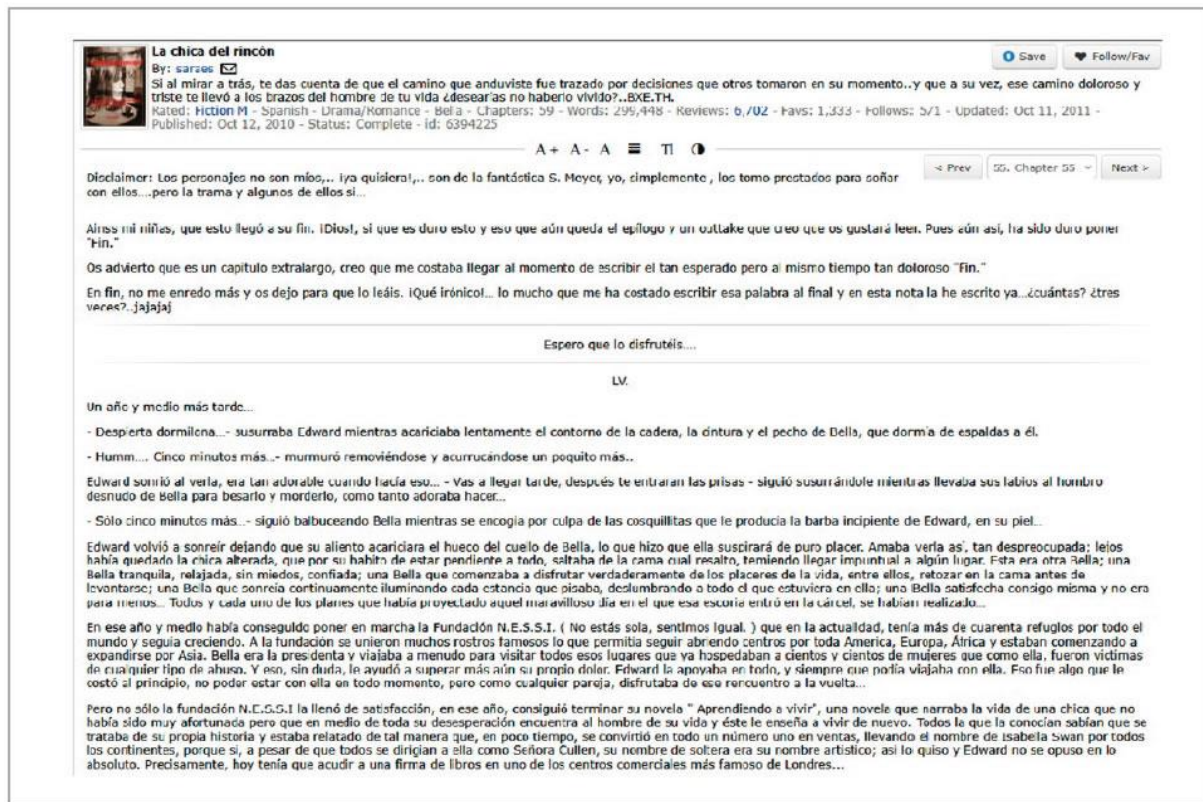 La chica del rincón
By: saraes
Save
Follow/Fav
Si al mirar a trás, te das cuenta de que el camino que anduviste fue trazado por decisiones que otros tomaron en su momento..y que a su vez, ese camino doloroso y
triste te llevó a los brazos del hombre de tu vida ¿desearías no haberlo vivido?..BXE.TH.
Rated: Fiction M - Spanish - Drama/Romance - Bella - Chapters: 59 - Words: 299,448 - Reviews: 6,702 - Favs: 1,333 - Follows: 571 - Updated: Oct 11, 2011 -
Published: Oct 12, 2010 - Status: Complete - id: 6394225
A+ A- A
< Prev
55. Chapter 55
Next >
Disclaimer: Los personajes no son míos,.. ¡ya quisiera!,.. son de la fantástica S. Meyer, yo, simplemente , los tomo prestados para soñar
con ellos....pero la trama y algunos de ellos si...
Ainss mi niñas, que esto llegó a su fin. ¡Dios!, si que es duro esto y eso que aún queda el epílogo y un outtake que creo que os gustará leer. Pues aún así, ha sido duro poner
"Fin."
Os advierto que es un capítulo extralargo, creo que me costaba llegar al momento de escribir el tan esperado pero al mismo tiempo tan doloroso "Fin."
En fin, no me enredo más y os dejo para que lo leáis. ¡Qué irónico!... lo mucho que me ha costado escribir esa palabra al final y en esta nota la he escrito ya...¿cuántas? ¿tres
veces?..jajajaj
Espero que lo disfrutéis....
LV.
Un año y medio más tarde...
- Despierta dormilona...- susurraba Edward mientras acariciaba lentamente el contorno de la cadera, la cintura y el pecho de Bella, que dormía de espaldas a él.
- Humm.... Cinco minutos más...- murmuró removiéndose y acurrucándose un poquito más..
Edward sonrió al verla, era tan adorable cuando hacía eso... - Vas a llegar tarde, después te entraran las prisas - siguió susurrándole mientras llevaba sus labios al hombro
desnudo de Bella para besarlo y morderlo, como tanto adoraba hacer...
- Sólo cinco minutos más...- siguió balbuceando Bella mientras se encogía por culpa de las cosquillitas que le producía la barba incipiente de Edward, en su piel...
Edward volvió a sonreír dejando que su aliento acariciara el hueco del cuello de Bella, lo que hizo que ella suspirará de puro placer. Amaba verla así, tan despreocupada; lejos
había quedado la chica alterada, que por su habito de estar pendiente a todo, saltaba de la cama cual resalto, temiendo llegar impuntual a algún lugar. Esta era otra Bella; una
Bella tranquila, relajada, sin miedos, confiada; una Bella que comenzaba a disfrutar verdaderamente de los placeres de la vida, entre ellos, retozar en la cama antes de
levantarse; una Bella que sonreía continuamente iluminando cada estancia que pisaba, deslumbrando a todo el que estuviera en ella; una Bella satisfecha consigo misma y no era
para menos... Todos y cada uno de los planes que había proyectado aquel maravilloso día en el que esa escoria entró en la cárcel, se habían realizado...
En ese año y medio había conseguido poner en marcha la Fundación N.E.S.S.I. ( No estás sola, sentimos igual. ) que en la actualidad, tenía más de cuarenta refugios por todo el
mundo y seguía creciendo. A la fundación se unieron muchos rostros famosos lo que permitía seguir abriendo centros por toda America, Europa, África y estaban comenzando a
expandirse por Asia. Bella era la presidenta y viajaba a menudo para visitar todos esos lugares que ya hospedaban a cientos y cientos de mujeres que como ella, fueron victimas
de cualquier tipo de abuso. Y eso, sin duda, le ayudó a superar más aún su propio dolor. Edward la apoyaba en todo, y siempre que podía viajaba con ella. Eso fue algo que le
costó al principio, no poder estar con ella en todo momento, pero como cualquier pareja, disfrutaba de ese rencuentro a la vuelta...
Pero no sólo la fundación N.E.S.S.I la llenó de satisfacción, en ese año, consiguió terminar su novela " Aprendiendo a vivir", una novela que narraba la vida de una chica que no
había sido muy afortunada pero que en medio de toda su desesperación encuentra al hombre de su vida y éste le enseña a vivir de nuevo. Todos la que la conocían sabían que se
trataba de su propia historia y estaba relatado de tal manera que, en poco tiempo, se convirtió en todo un número uno en ventas, llevando el nombre de Isabella Swan por todos
los continentes, porque si, a pesar de que todos se dirigían a ella como Señora Cullen, su nombre de soltera era su nombre artístico; asi lo quiso y Edward no se opuso en lo
absoluto. Precisamente, hoy tenía que acudir a una firma de libros en uno de los centros comerciales más famoso de Londres...